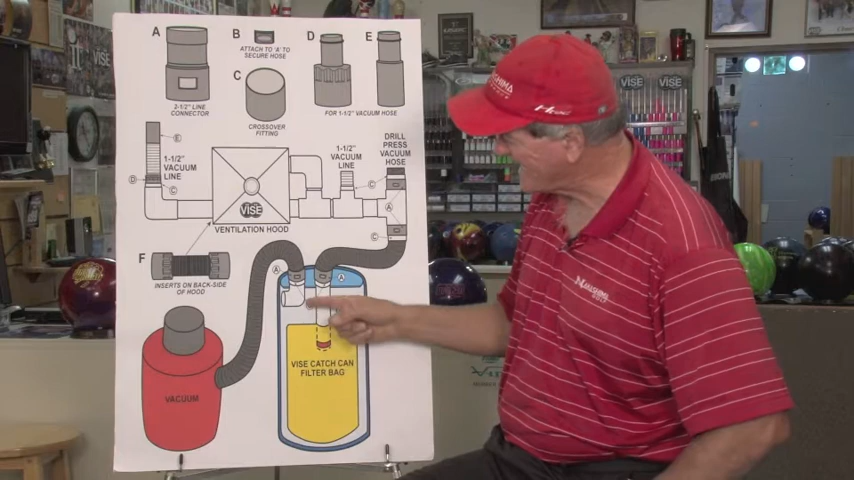 A
B
C
D
E
ATTACH TO 'A' TO
SECURE HOSE
2-1/2" LINE
CONNECTOR
CROSSOVER
FITTING
FOR 1-1/2" VACUUM HOSE
E
D
C
1-1/2"
VACUUM
LINE
1-1/2"
VACUUM
LINE
DRILL
PRESS
VACUUM
HOSE
C
A
C
VISE
VENTILATION HOOD
F
INSERTS ON BACK-SIDE
OF HOOD
A
A
VACUUM
VISE CATCH CAN
FILTER BAG
VISE
VISE
VISE